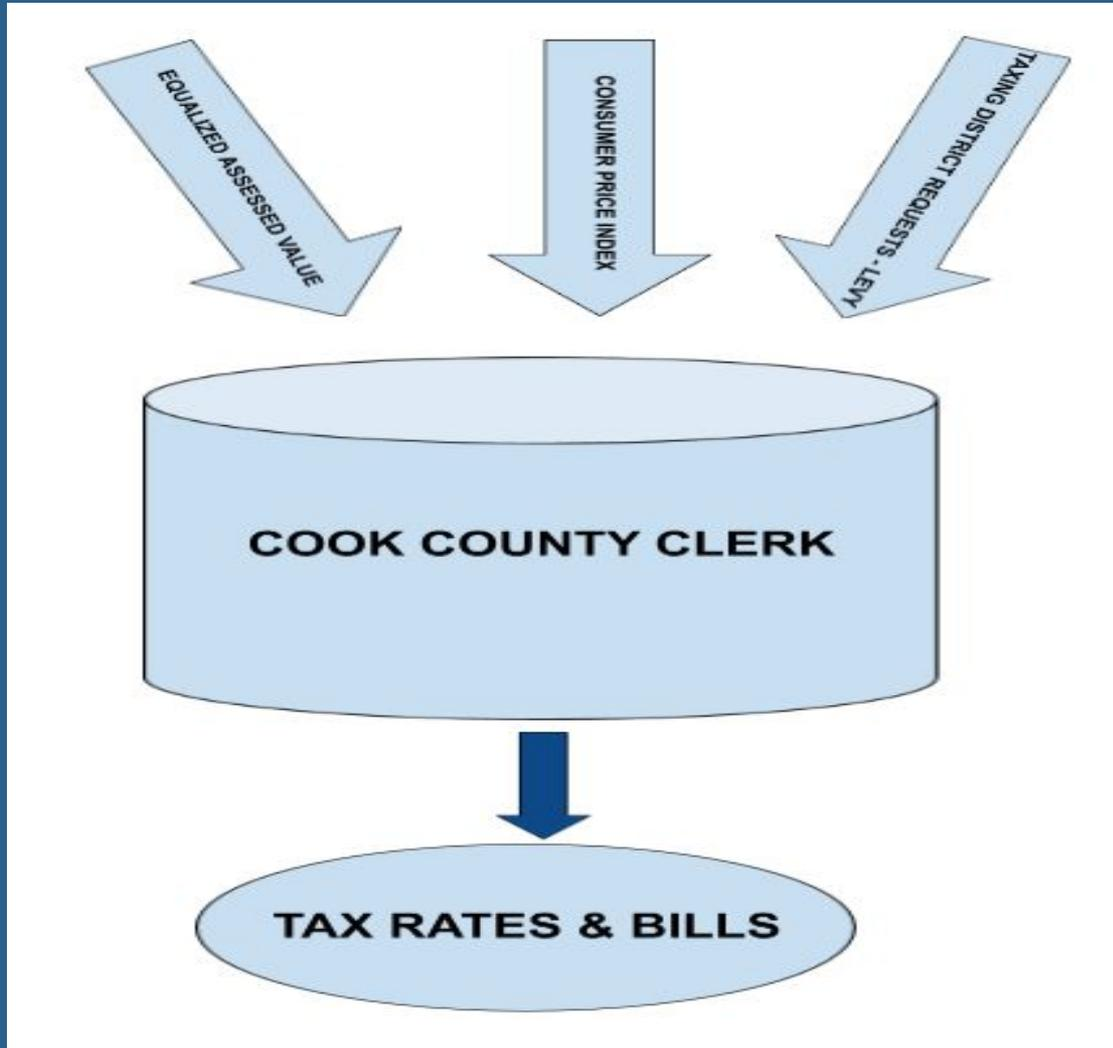 EQUALIZED ASSESSED VALUE
CONSUMER PRICE INDEX
TAXING DISTRICT REQUESTS - LEVY
COOK COUNTY CLERK
TAX RATES & BILLS